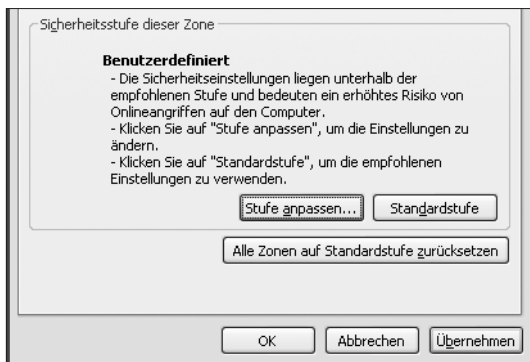 Sicherheitsstufe dieser Zone
Benutzerdefiniert
- Die Sicherheitseinstellungen liegen unterhalb der
empfohlenen Stufe und bedeuten ein erhöhtes Risiko von
Onlineangriffen auf den Computer.
- Klicken Sie auf "Stufe anpassen", um die Einstellungen zu
ändern.
- Klicken Sie auf "Standardstufe", um die empfohlenen
Einstellungen zu verwenden.
Stufe anpassen... Standardstufe
Alle Zonen auf Standardstufe zurücksetzen
OK Abbrechen Übernehmen